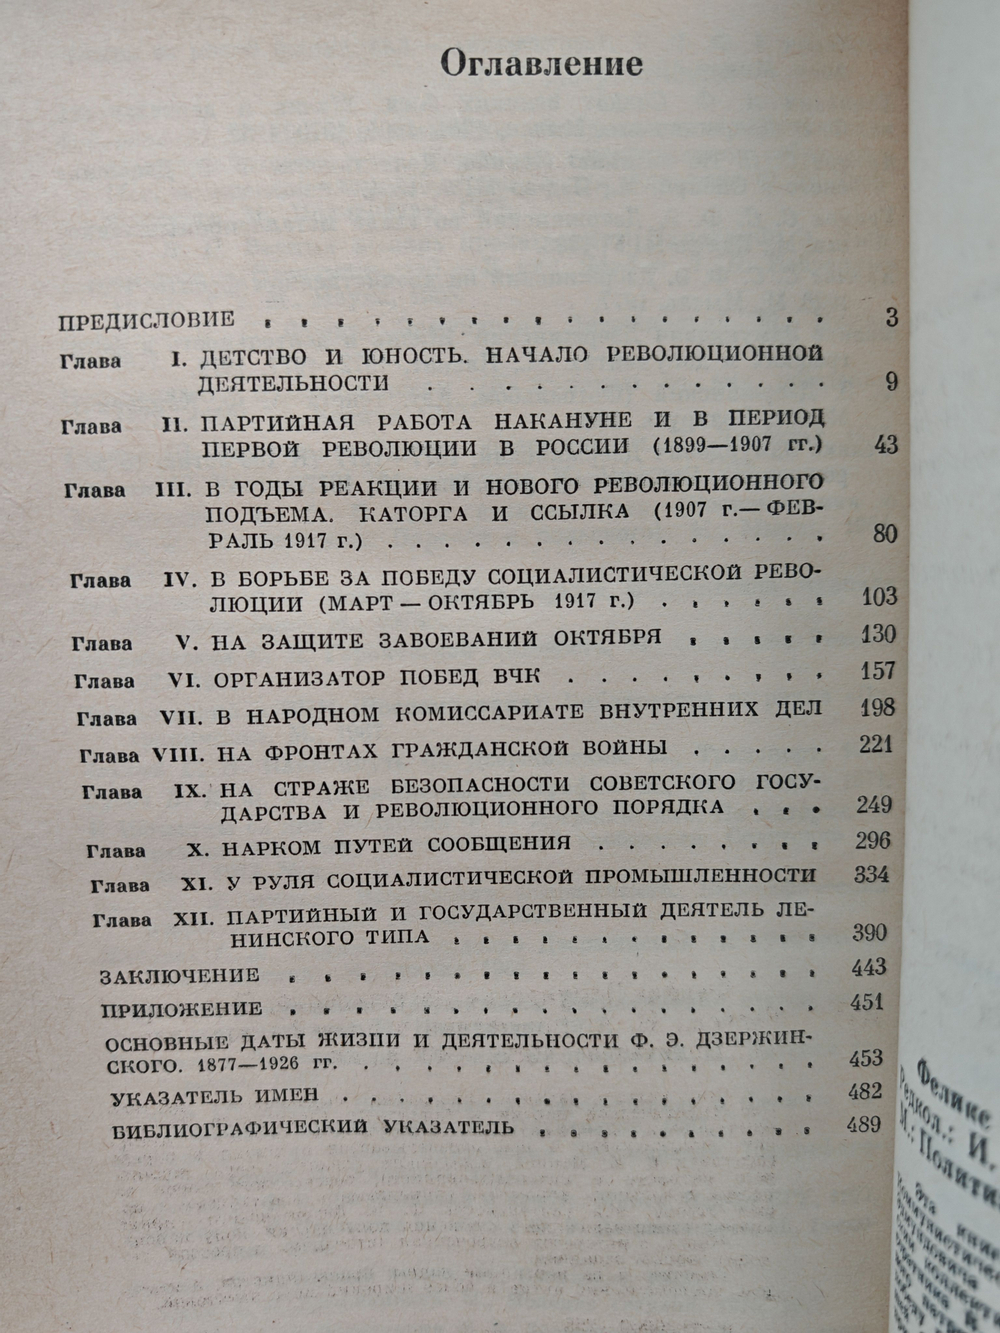 Оглавление
ПРЕДИСЛОВИЕ . . . . . . . . . . . . . . . . . . 3
Глава I. ДЕТСТВО И ЮНОСТЬ. НАЧАЛО РЕВОЛЮЦИОННОЙ
ДЕЯТЕЛЬНОСТИ . . . . . . . . . . . . . . . 9
Глава II. ПАРТИЙНАЯ РАБОТА НАКАНУНЕ И В ПЕРИОД
ПЕРВОЙ РЕВОЛЮЦИИ В РОССИИ (1899—1907 гг.) 43
Глава III. В ГОДЫ РЕАКЦИИ И НОВОГО РЕВОЛЮЦИОННОГО
ПОДЪЕМА. КАТОРГА И ССЫЛКА (1907 г.— ФЕВ-
РАЛЬ 1917 г.) . . . . . . . . . . . . . . . 80
Глава IV. В БОРЬБЕ ЗА ПОБЕДУ СОЦИАЛИСТИЧЕСКОЙ РЕВО-
ЛЮЦИИ (МАРТ — ОКТЯБРЬ 1917 г.) . . . . . . 103
Глава V. НА ЗАЩИТЕ ЗАВОЕВАНИЙ ОКТЯБРЯ . . . . . 130
Глава VI. ОРГАНИЗАТОР ПОБЕД ВЧК . . . . . . . . . 157
Глава VII. В НАРОДНОМ КОМИССАРИАТЕ ВНУТРЕННИХ ДЕЛ 198
Глава VIII. НА ФРОНТАХ ГРАЖДАНСКОЙ ВОЙНЫ . . . . . 221
Глава IX. НА СТРАЖЕ БЕЗОПАСНОСТИ СОВЕТСКОГО ГОСУ-
ДАРСТВА И РЕВОЛЮЦИОННОГО ПОРЯДКА . . . 249
Глава X. НАРКОМ ПУТЕЙ СООБЩЕНИЯ . . . . . . . . 296
Глава XI. У РУЛЯ СОЦИАЛИСТИЧЕСКОЙ ПРОМЫШЛЕННОСТИ 334
Глава XII. ПАРТИЙНЫЙ И ГОСУДАРСТВЕННЫЙ ДЕЯТЕЛЬ ЛЕ-
НИНСКОГО ТИПА . . . . . . . . . . . . . 390
ЗАКЛЮЧЕНИЕ . . . . . . . . . . . . . . . . . 443
ПРИЛОЖЕНИЕ . . . . . . . . . . . . . . . . . 451
ОСНОВНЫЕ ДАТЫ ЖИЗНИ И ДЕЯТЕЛЬНОСТИ Ф. Э. ДЗЕРЖИН-
СКОГО. 1877—1926 гг. . . . . . . . . . . . . . . . 453
УКАЗАТЕЛЬ ИМЕН . . . . . . . . . . . . . . . . 482
БИБЛИОГРАФИЧЕСКИЙ УКАЗАТЕЛЬ . . . . . . . . . . 489
Феликс
Редкол.: И.
М.: Полити
Эта книг